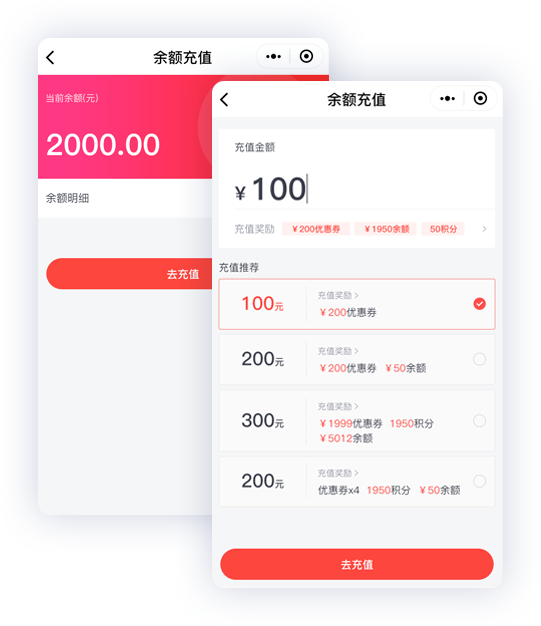 余额充值
当前余额(元)
2000.00
余额明细
去充值
余额充值
充值金额
¥ 100
充值奖励 ¥200优惠券 ¥1950余额 50积分
充值推荐
100元
充值奖励
¥200优惠券
200元
充值奖励
¥200优惠券 ¥50余额
300元
充值奖励
¥1999优惠券 1950积分
¥5012余额
200元
充值奖励
优惠券x4 1950积分 ¥50余额
去充值